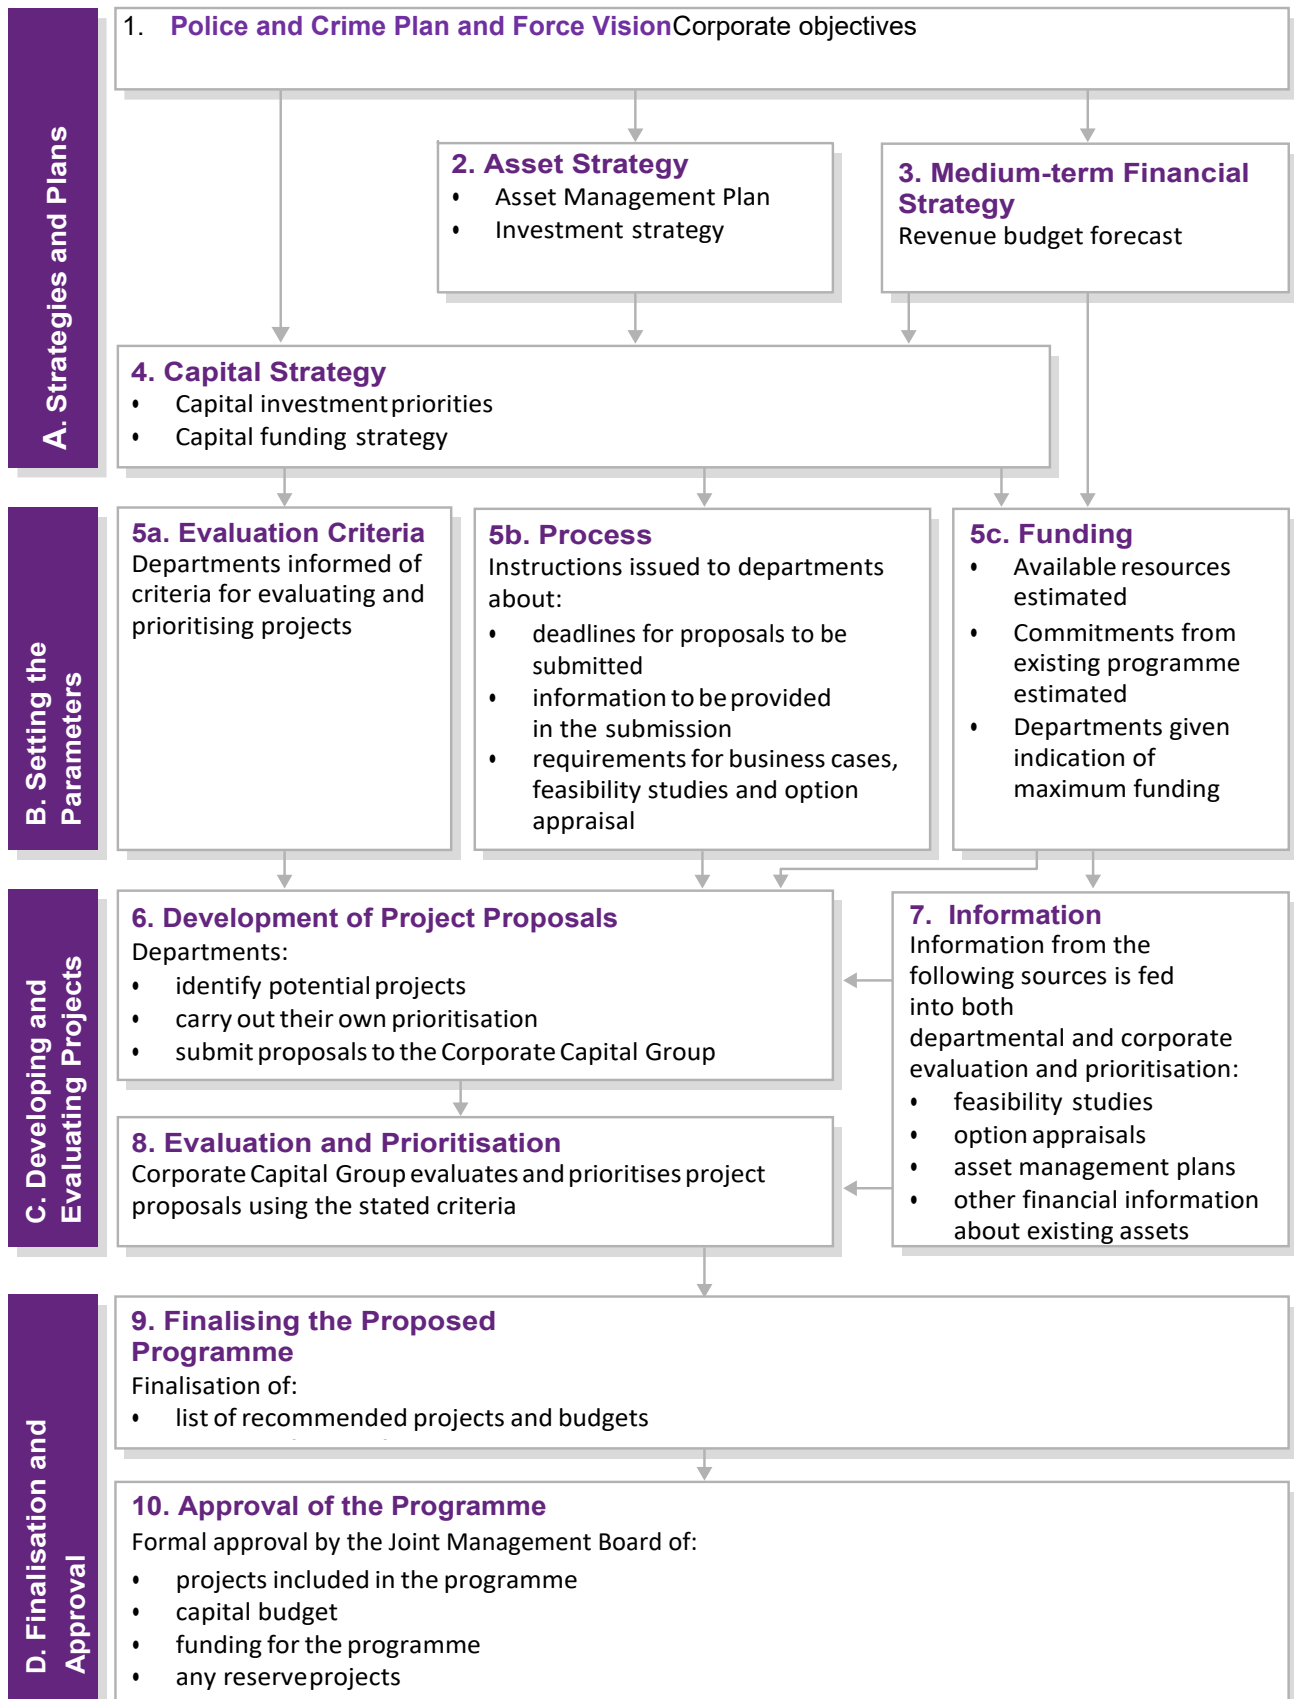 1. Police and Crime Plan and Force VisionCorporate objectives
A. Strategies and Plans
2. Asset Strategy
• Asset Management Plan
• Investment strategy
3. Medium-term Financial
Strategy
Revenue budget forecast
4. Capital Strategy
• Capital investment priorities
• Capital funding strategy
B. Setting the
Parameters
5a. Evaluation Criteria
Departments informed of
criteria for evaluating and
prioritising projects
5b. Process
Instructions issued to departments
about:
• deadlines for proposals to be
submitted
• information to be provided
in the submission
• requirements for business cases,
feasibility studies and option
appraisal
5c. Funding
• Available resources
estimated
• Commitments from
existing programme
estimated
• Departments given
indication of
maximum funding
C. Developing and
Evaluating Projects
6. Development of Project Proposals
Departments:
• identify potential projects
• carry out their own prioritisation
• submit proposals to the Corporate Capital Group
7. Information
Information from the
following sources is fed
into both
departmental and corporate
evaluation and prioritisation:
• feasibility studies
• option appraisals
• asset management plans
• other financial information
about existing assets
8. Evaluation and Prioritisation
Corporate Capital Group evaluates and prioritises project
proposals using the stated criteria
D. Finalisation and
Approval
9. Finalising the Proposed
Programme
Finalisation of:
• list of recommended projects and budgets
10. Approval of the Programme
Formal approval by the Joint Management Board of:
• projects included in the programme
• capital budget
• funding for the programme
• any reserve projects